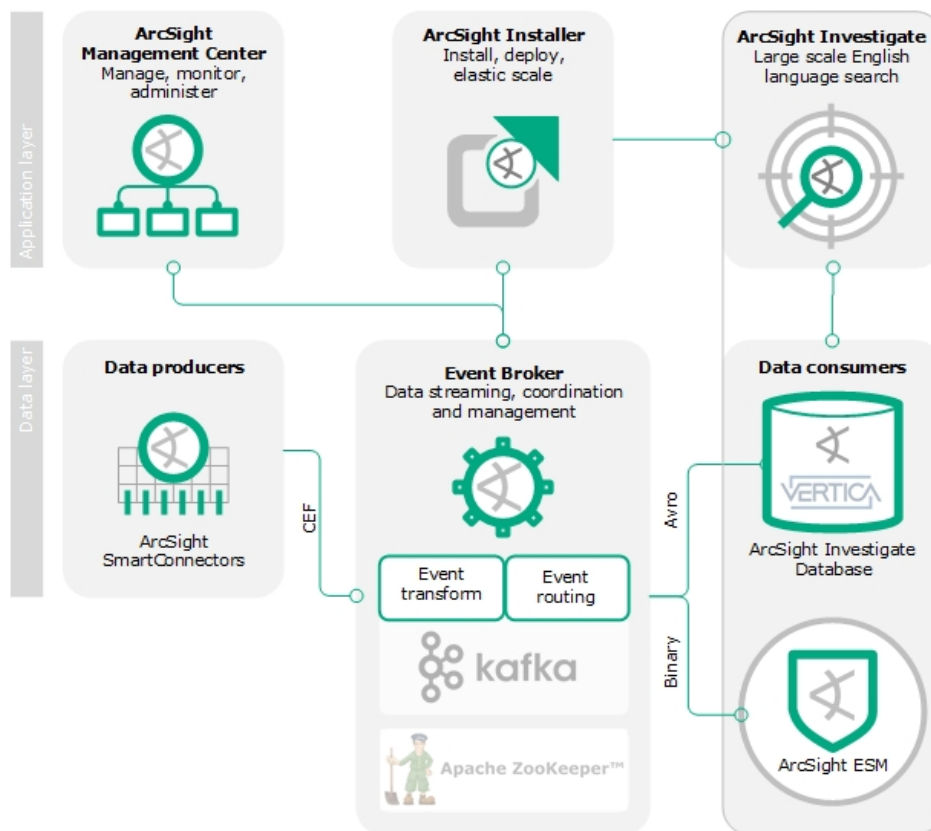 Application layer
ArcSight
Management Center
Manage, monitor,
administer
ArcSight Installer
Install, deploy,
elastic scale
ArcSight Investigate
Large scale English
language search
Data layer
Data producers
ArcSight
SmartConnectors
CEF
Event Broker
Data streaming, coordination
and management
Event
transform
Event
routing
kafka
Apache ZooKeeper™
Avro
Binary
Data consumers
VERTICA
ArcSight Investigate
Database
ArcSight ESM